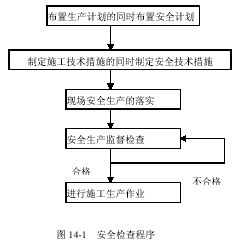 布置生产计划的同时布置安全计划
制定施工技术措施的同时制定安全技术措施
现场安全生产的落实
安全生产监督检查
合格
不合格
进行施工生产作业
图 14-1 安全检查程序